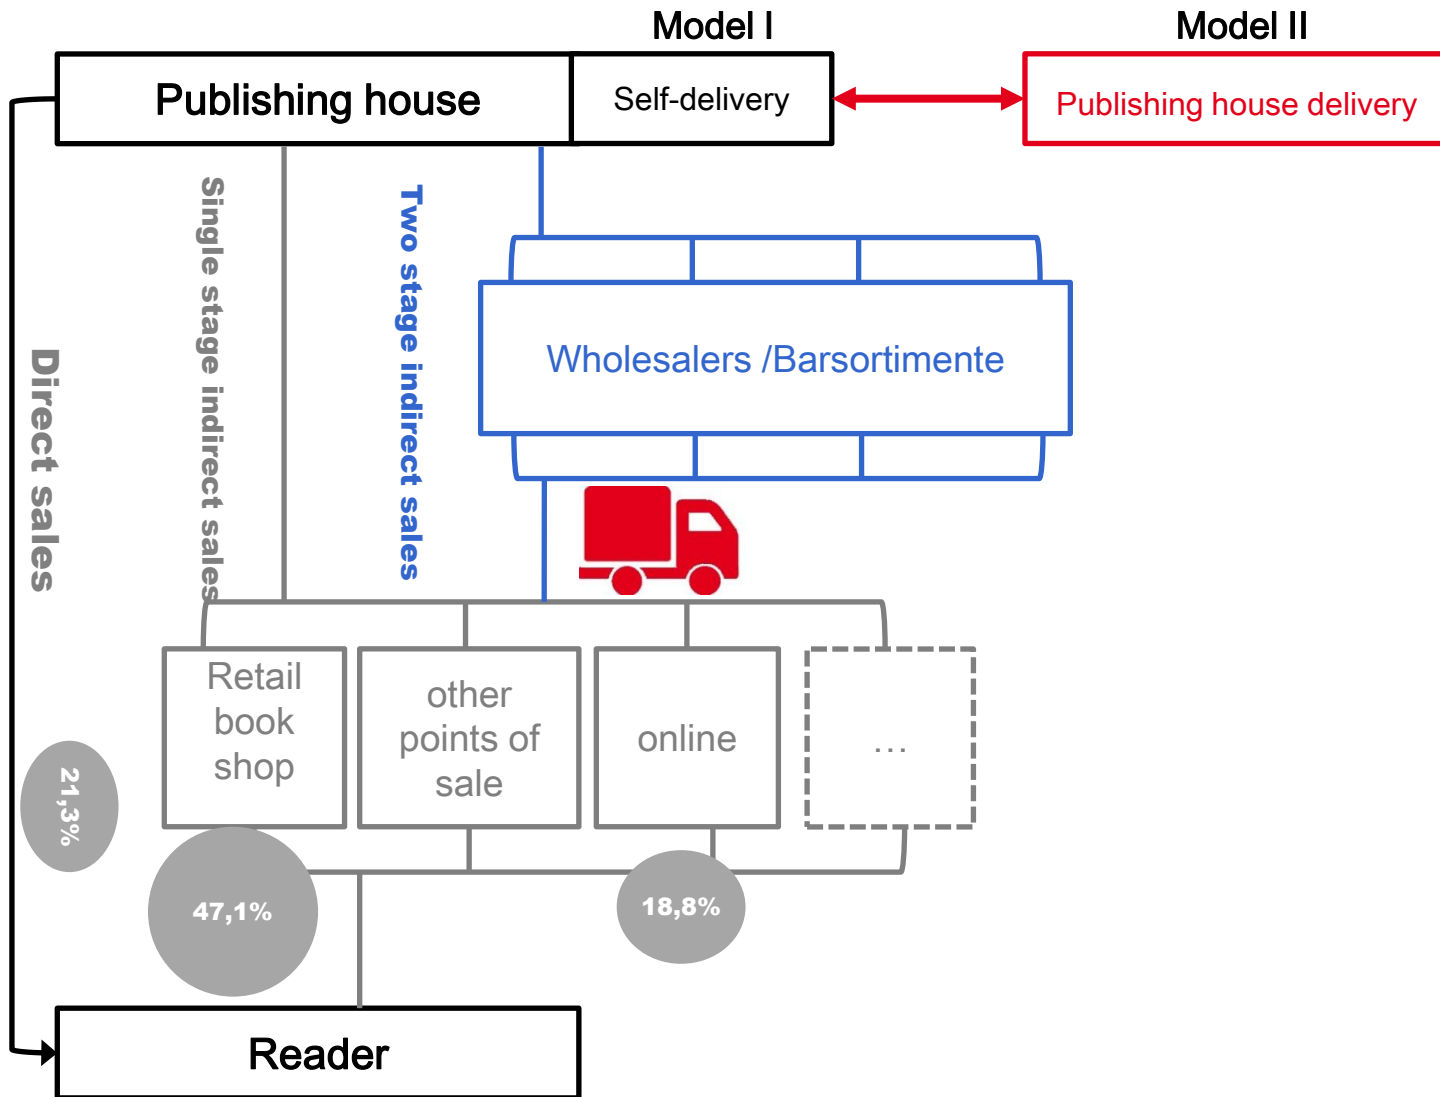 Model I
Model II
Publishing house
Self-delivery
Publishing house delivery
Direct sales
Single stage indirect sales
Two stage indirect sales
Wholesalers /Barsortimente
Retail
book
shop
other
points of
sale
online
...
21,3%
47,1%
18,8%
Reader